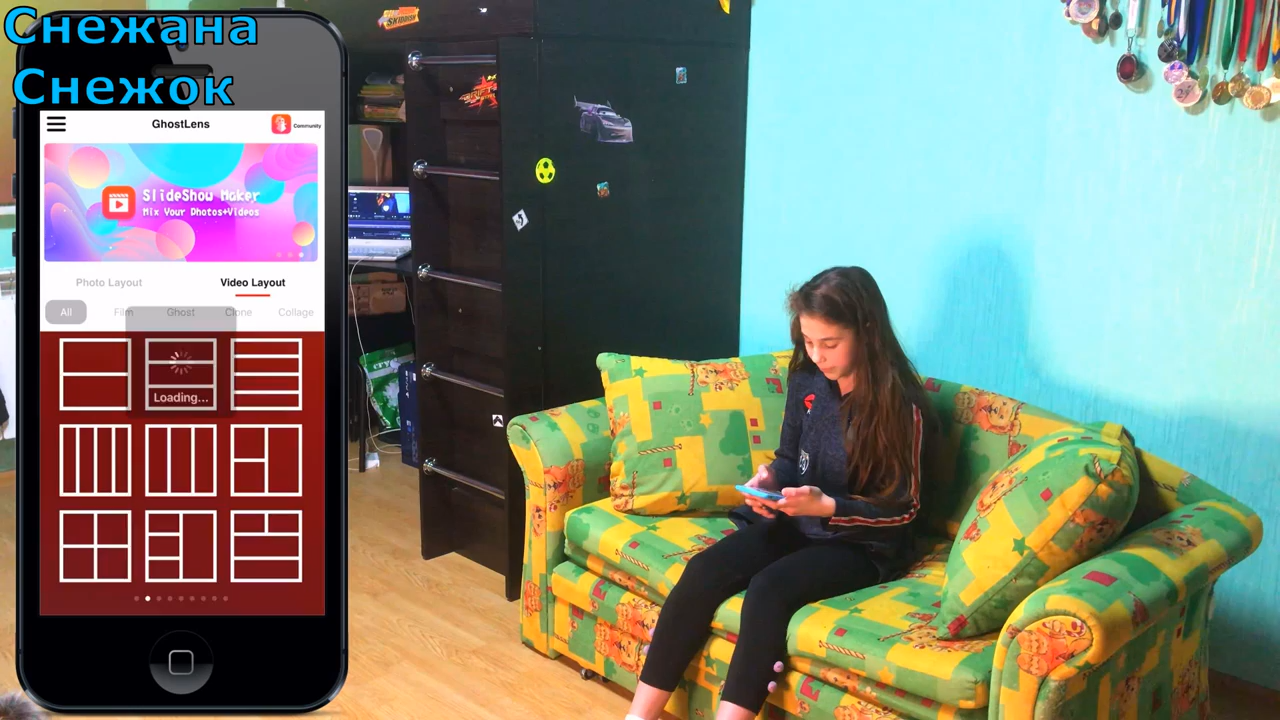 Снежана
Снежок
GhostLens
Community
SlideShow Maker
Mix Your Photos+Videos
Photo Layout
Video Layout
All
Film
Ghost
Clone
Collage
Loading...
SKIDMARK